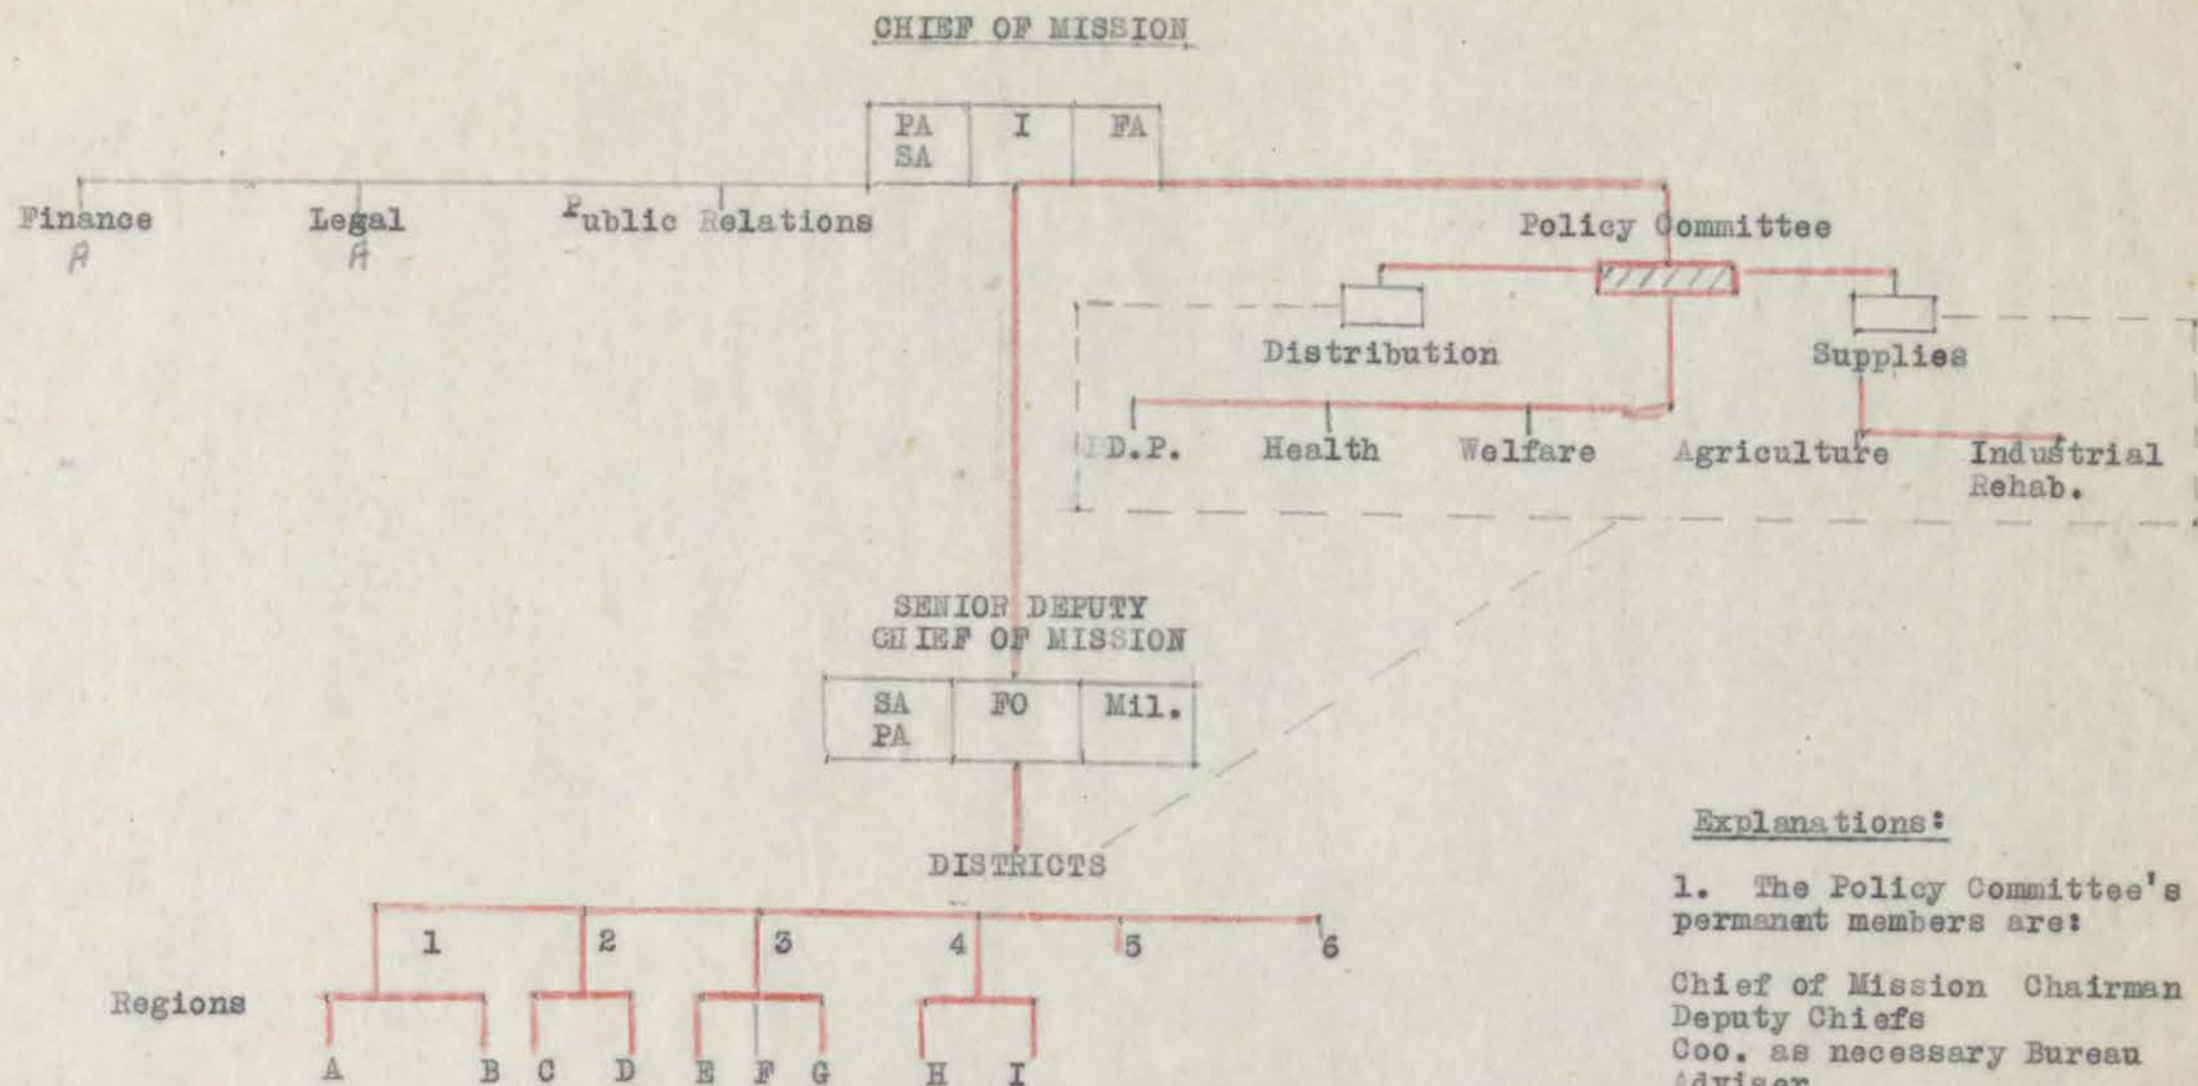 CHIEF OF MISSION
PA I FA
SA
Finance Legal Public Relations
A A
Policy Committee
Distribution Supplies
D.P. Health Welfare Agriculture Industrial
Rehab.
SENIOR DEPUTY
CHIEF OF MISSION
SA FO Mil.
PA
DISTRICTS
1 2 3 4 5 6
Regions
A B C D E F G H I
Explanations:
1. The Policy Committee's
permanent members are:
Chief of Mission Chairman
Deputy Chiefs
Coo. as necessary Bureau
Adviser